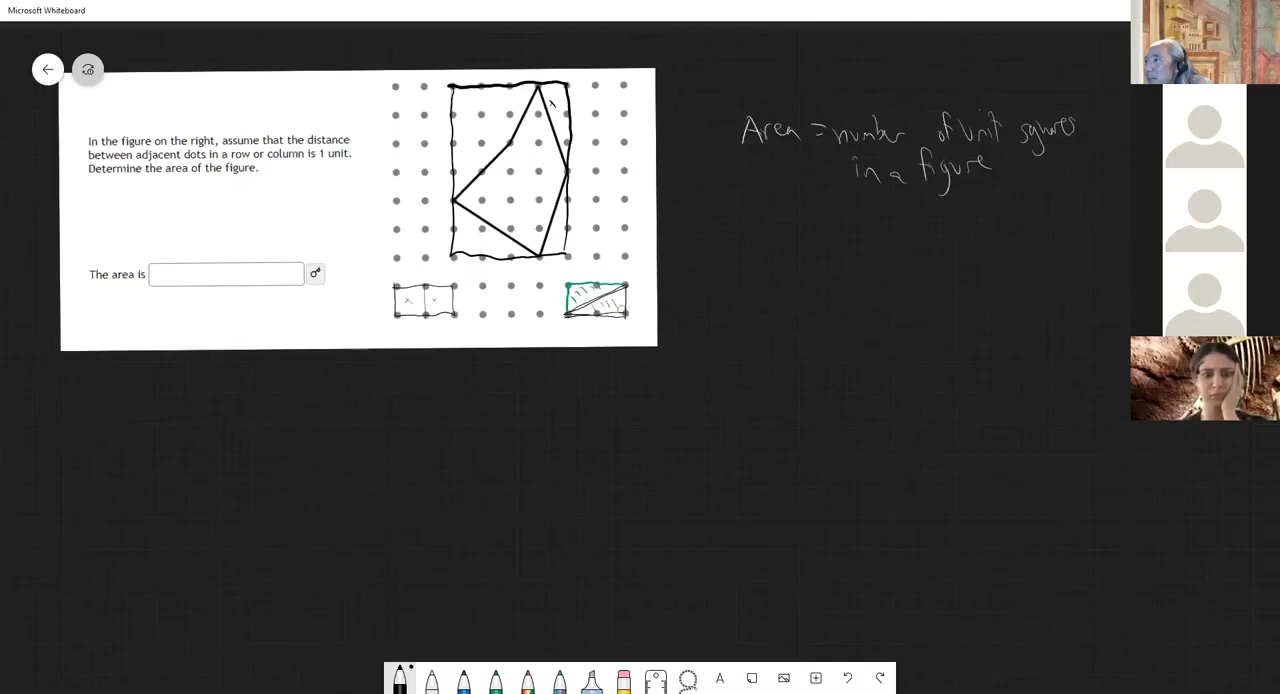 Microsoft Whiteboard
In the figure on the right, assume that the distance
between adjacent dots in a row or column is 1 unit.
Determine the area of the figure.
The area is
Area = number of unit squares
in a figure
x
x x
A